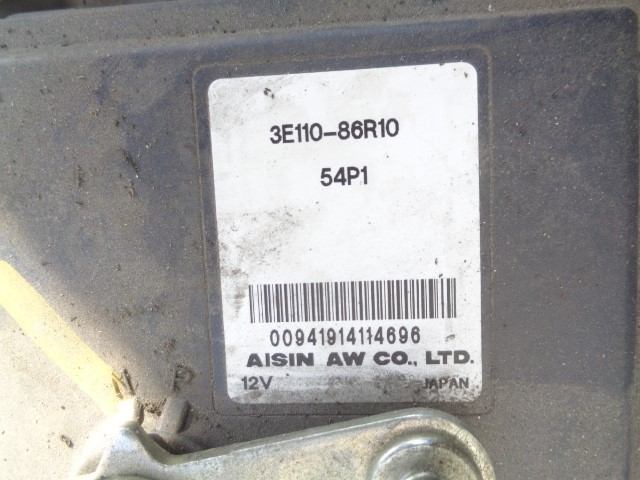 3E110-86R10
54P1
00941914114696
AISIN AW CO., LTD.
12V JAPAN